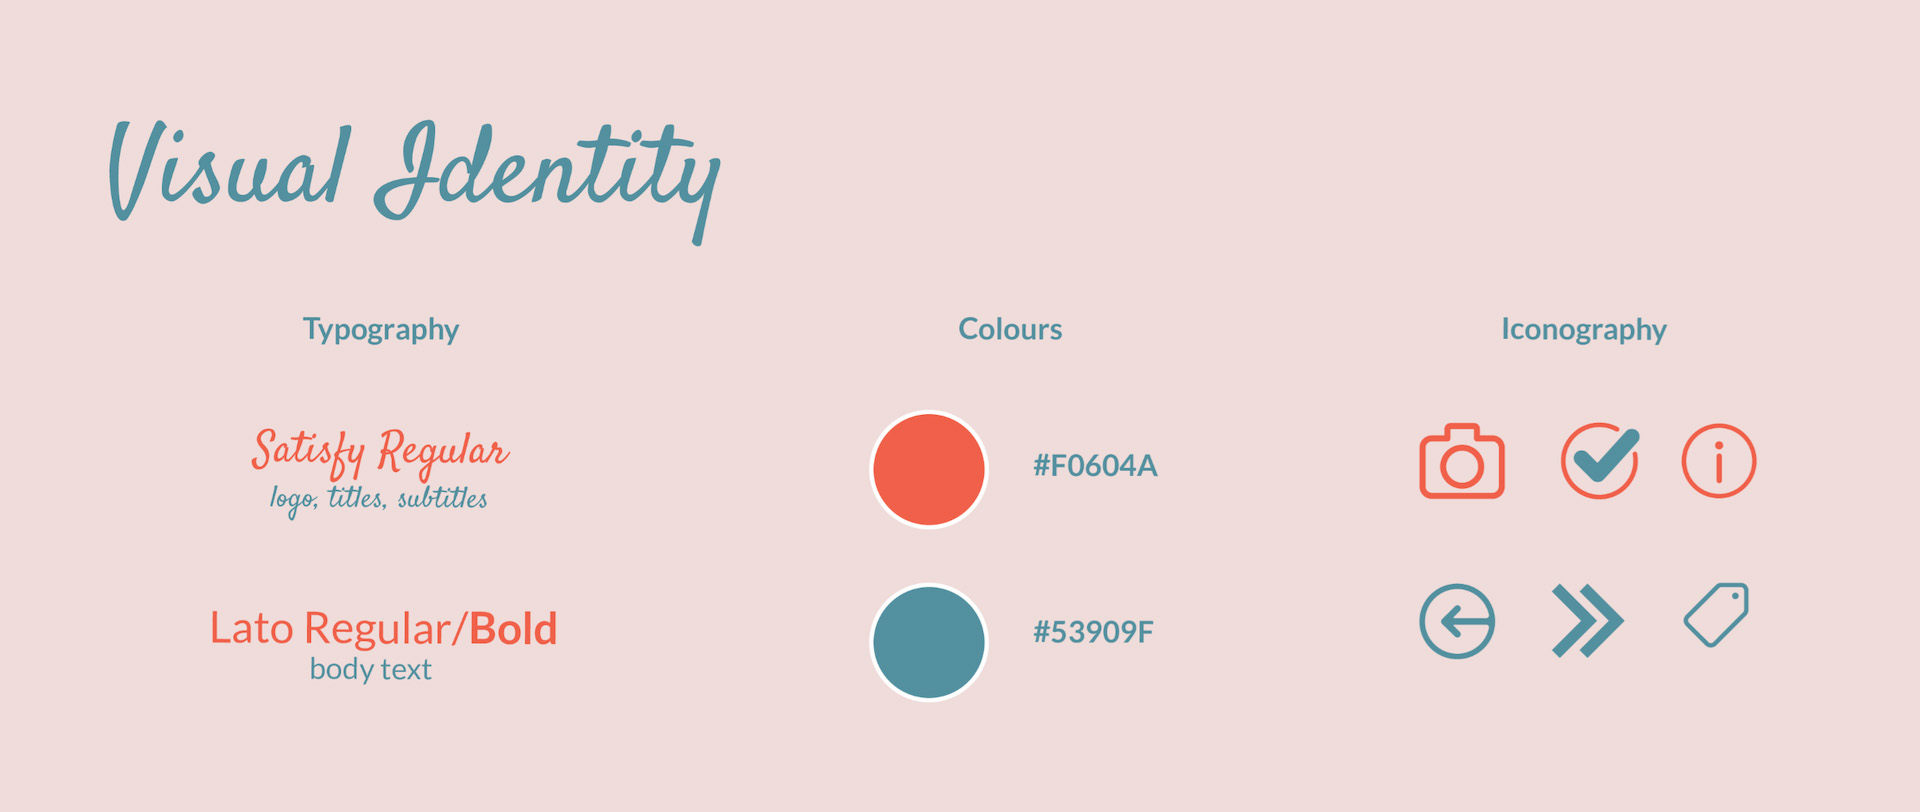 Visual Identity
Typography
Satisfy Regular
logo, titles, subtitles
Lato Regular/Bold
body text
Colours
#F0604A
#53909F
Iconography